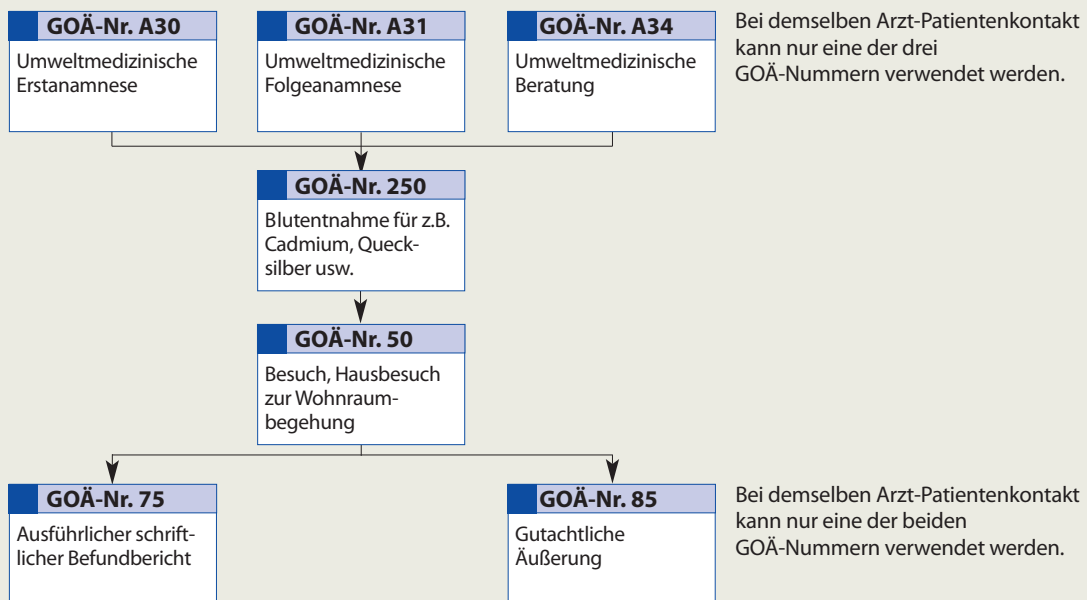 GOÄ-Nr. A30
Umweltmedizinische
Erstanamnese
GOÄ-Nr. A31
Umweltmedizinische
Folgeanamnese
GOÄ-Nr. A34
Umweltmedizinische
Beratung
Bei demselben Arzt-Patientenkontakt
kann nur eine der drei
GOÄ-Nummern verwendet werden.
GOÄ-Nr. 250
Blutentnahme für z.B.
Cadmium, Queck-
silber usw.
GOÄ-Nr. 50
Besuch, Hausbesuch
zur Wohnraum-
begehung
GOÄ-Nr. 75
Ausführlicher schrift-
licher Befundbericht
GOÄ-Nr. 85
Gutachtliche
Äußerung
Bei demselben Arzt-Patientenkontakt
kann nur eine der beiden
GOÄ-Nummern verwendet werden.